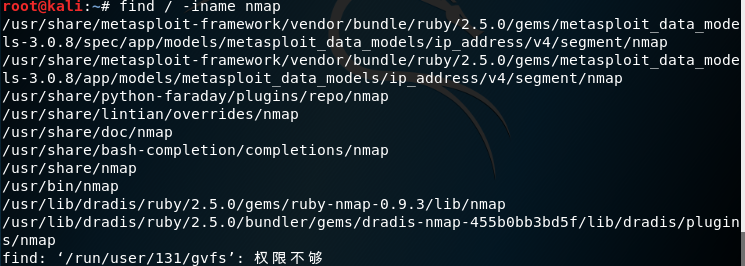 root@kali:~# find / -iname nmap
/usr/share/metasploit-framework/vendor/bundle/ruby/2.5.0/gems/metasploit_data_mode
ls-3.0.8/spec/app/models/metasploit_data_models/ip_address/v4/segment/nmap
/usr/share/metasploit-framework/vendor/bundle/ruby/2.5.0/gems/metasploit_data_mode
ls-3.0.8/app/models/metasploit_data_models/ip_address/v4/segment/nmap
/usr/share/python-faraday/plugins/repo/nmap
/usr/share/lintian/overrides/nmap
/usr/share/doc/nmap
/usr/share/bash-completion/completions/nmap
/usr/share/nmap
/usr/bin/nmap
/usr/lib/dradis/ruby/2.5.0/gems/ruby-nmap-0.9.3/lib/nmap
/usr/lib/dradis/ruby/2.5.0/bundler/gems/dradis-nmap-455b0bb3bd5f/lib/dradis/plugin
s/nmap
find: ‘/run/user/131/gvfs’: 权限不够